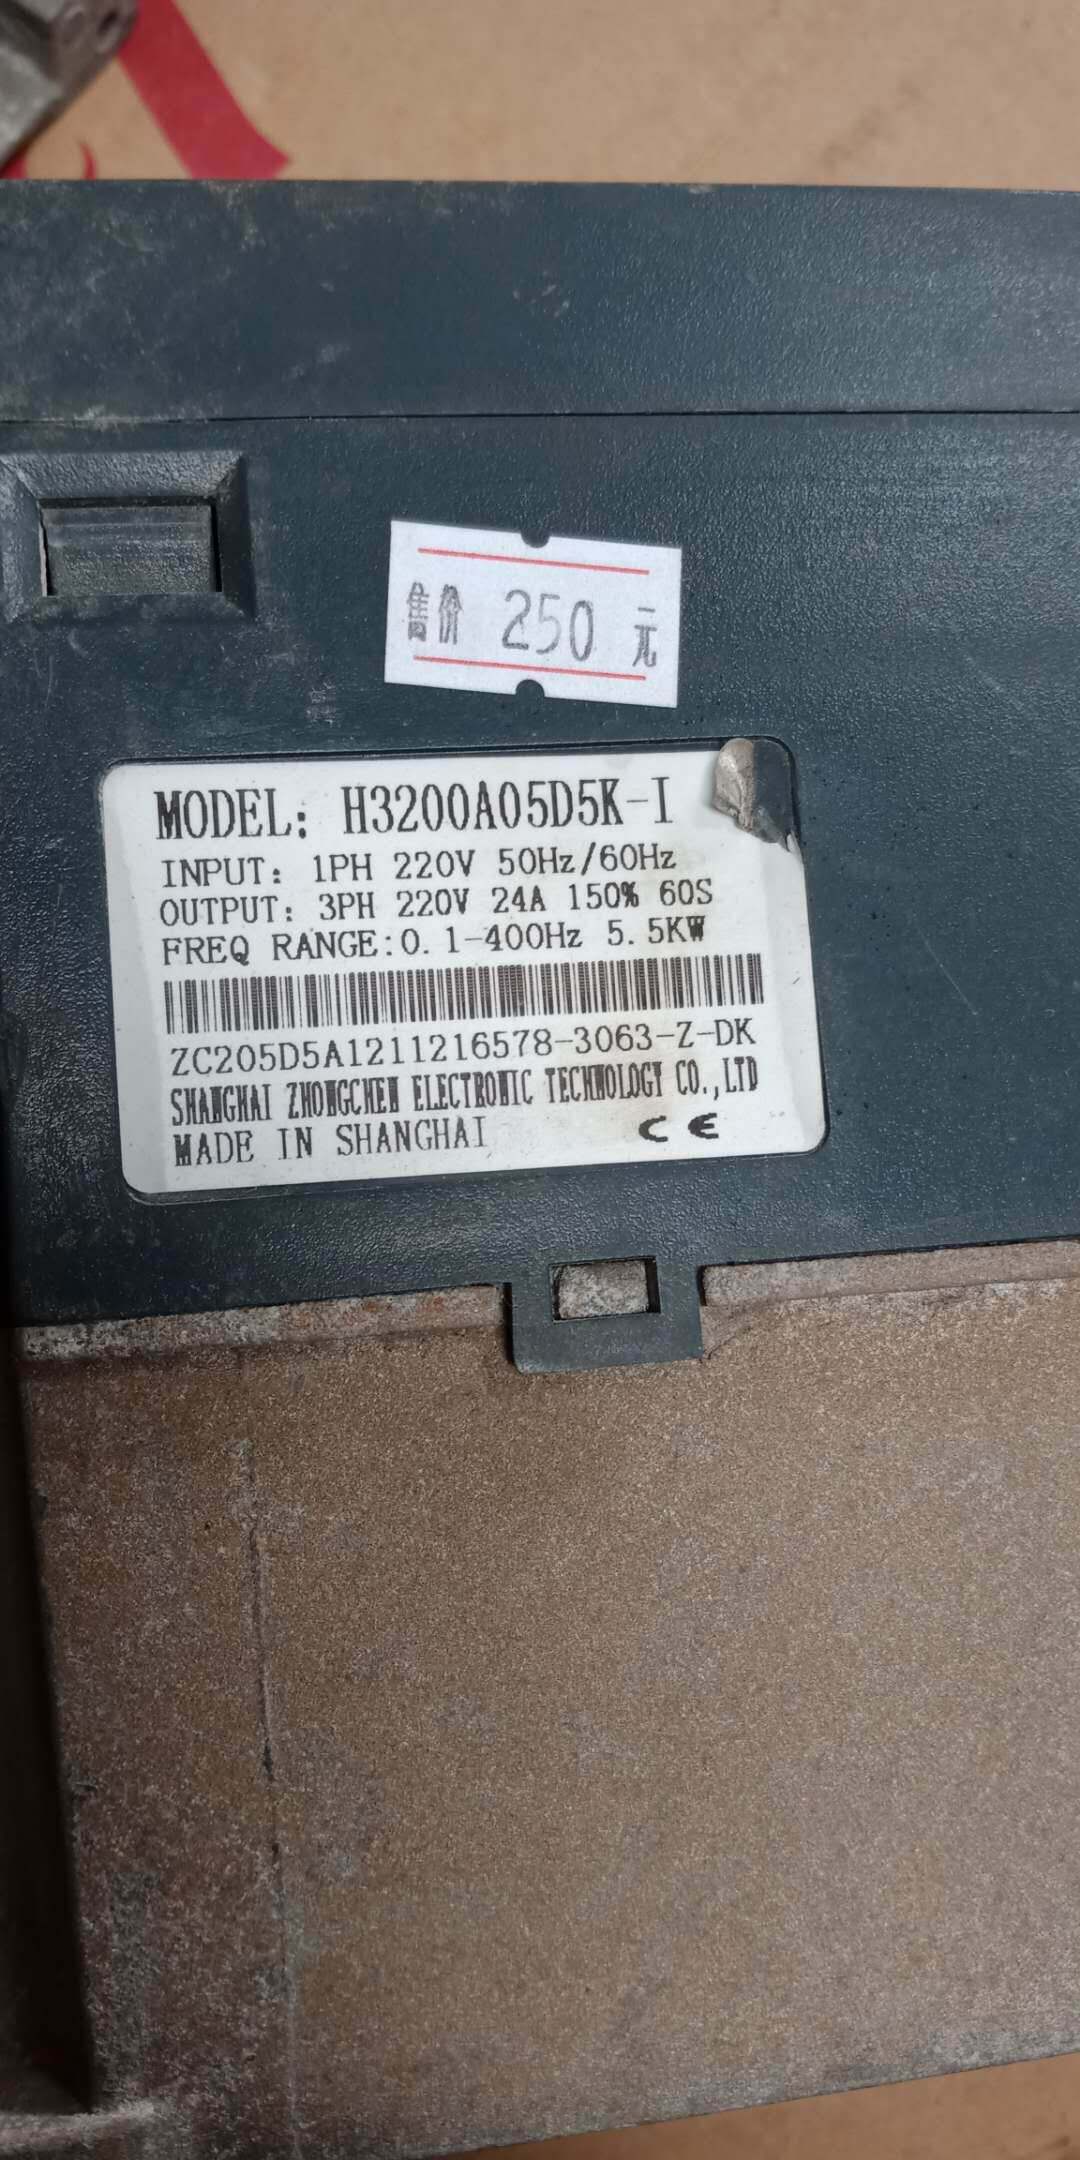 售价 250 元
MODEL: H3200A05D5K-I
INPUT: 1PH 220V 50Hz/60Hz
OUTPUT: 3PH 220V 24A 150% 60S
FREQ RANGE:0.1-400Hz 5.5KW
ZC205D5A1211216578-3063-Z-DK
SHANGHAI ZHONGCHEN ELECTRONIC TECHNOLOGY CO.,LTD
MADE IN SHANGHAI CE